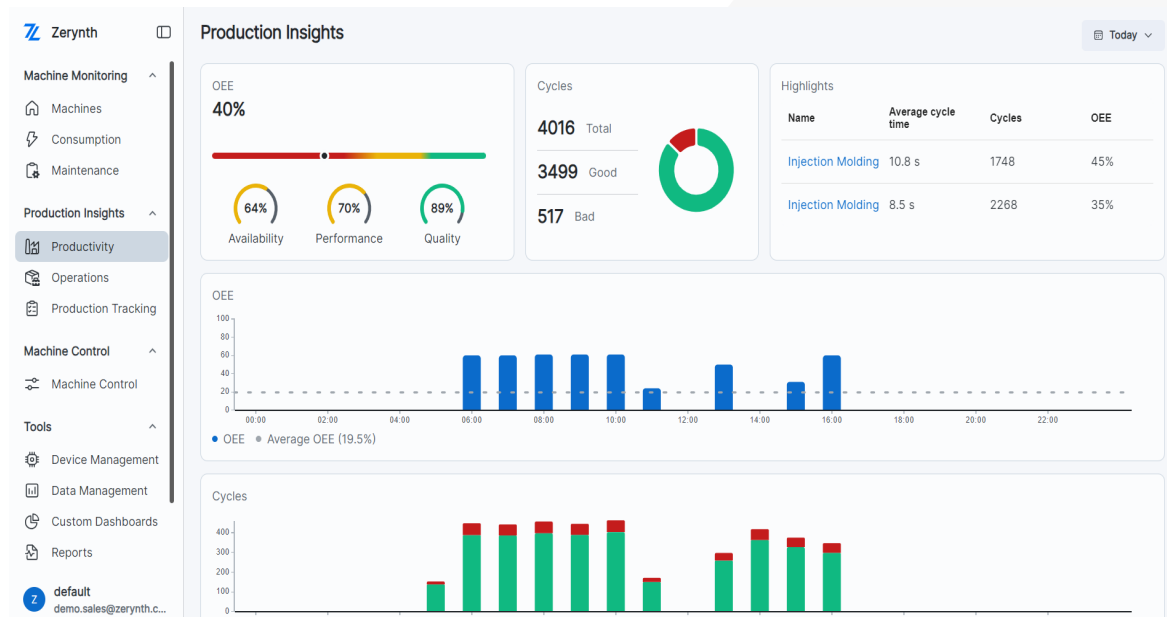 Zerynth
Machine Monitoring
Machines
Consumption
Maintenance
Production Insights
Productivity
Operations
Production Tracking
Machine Control
Machine Control
Tools
Device Management
Data Management
Custom Dashboards
Reports
Z
default
demo.sales@zerynth.c...
Production Insights
Today
OEE
40%
64%
70%
89%
Availability
Performance
Quality
Cycles
4016 Total
3499 Good
517 Bad
Highlights
Name Average cycle time Cycles OEE
Injection Molding 10.8 s 1748 45%
Injection Molding 8.5 s 2268 35%
OEE
100
80
60
40
20
0
00:00 02:00 04:00 06:00 08:00 10:00 12:00 14:00 16:00 18:00 20:00 22:00
OEE Average OEE (19.5%)
Cycles
400
300
200
100
0